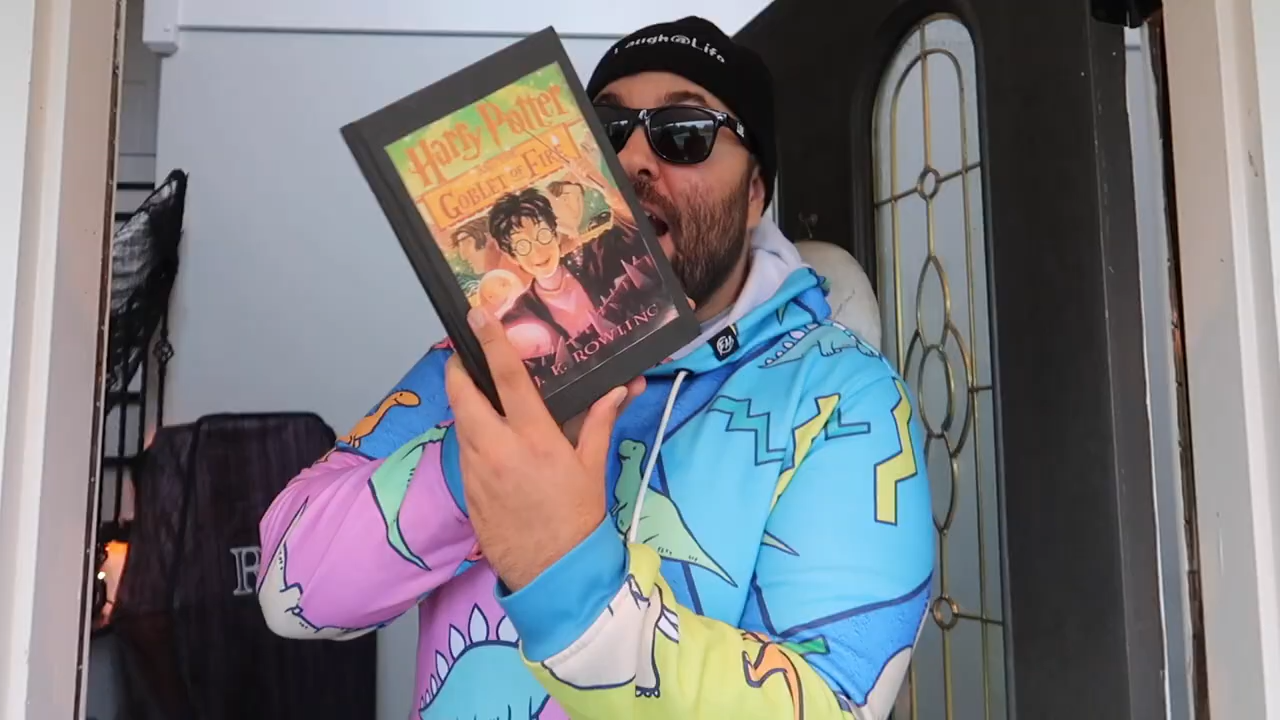 Laugh@Life
Harry Potter
GOBLET OF FIRE
J. K. ROWLING
R